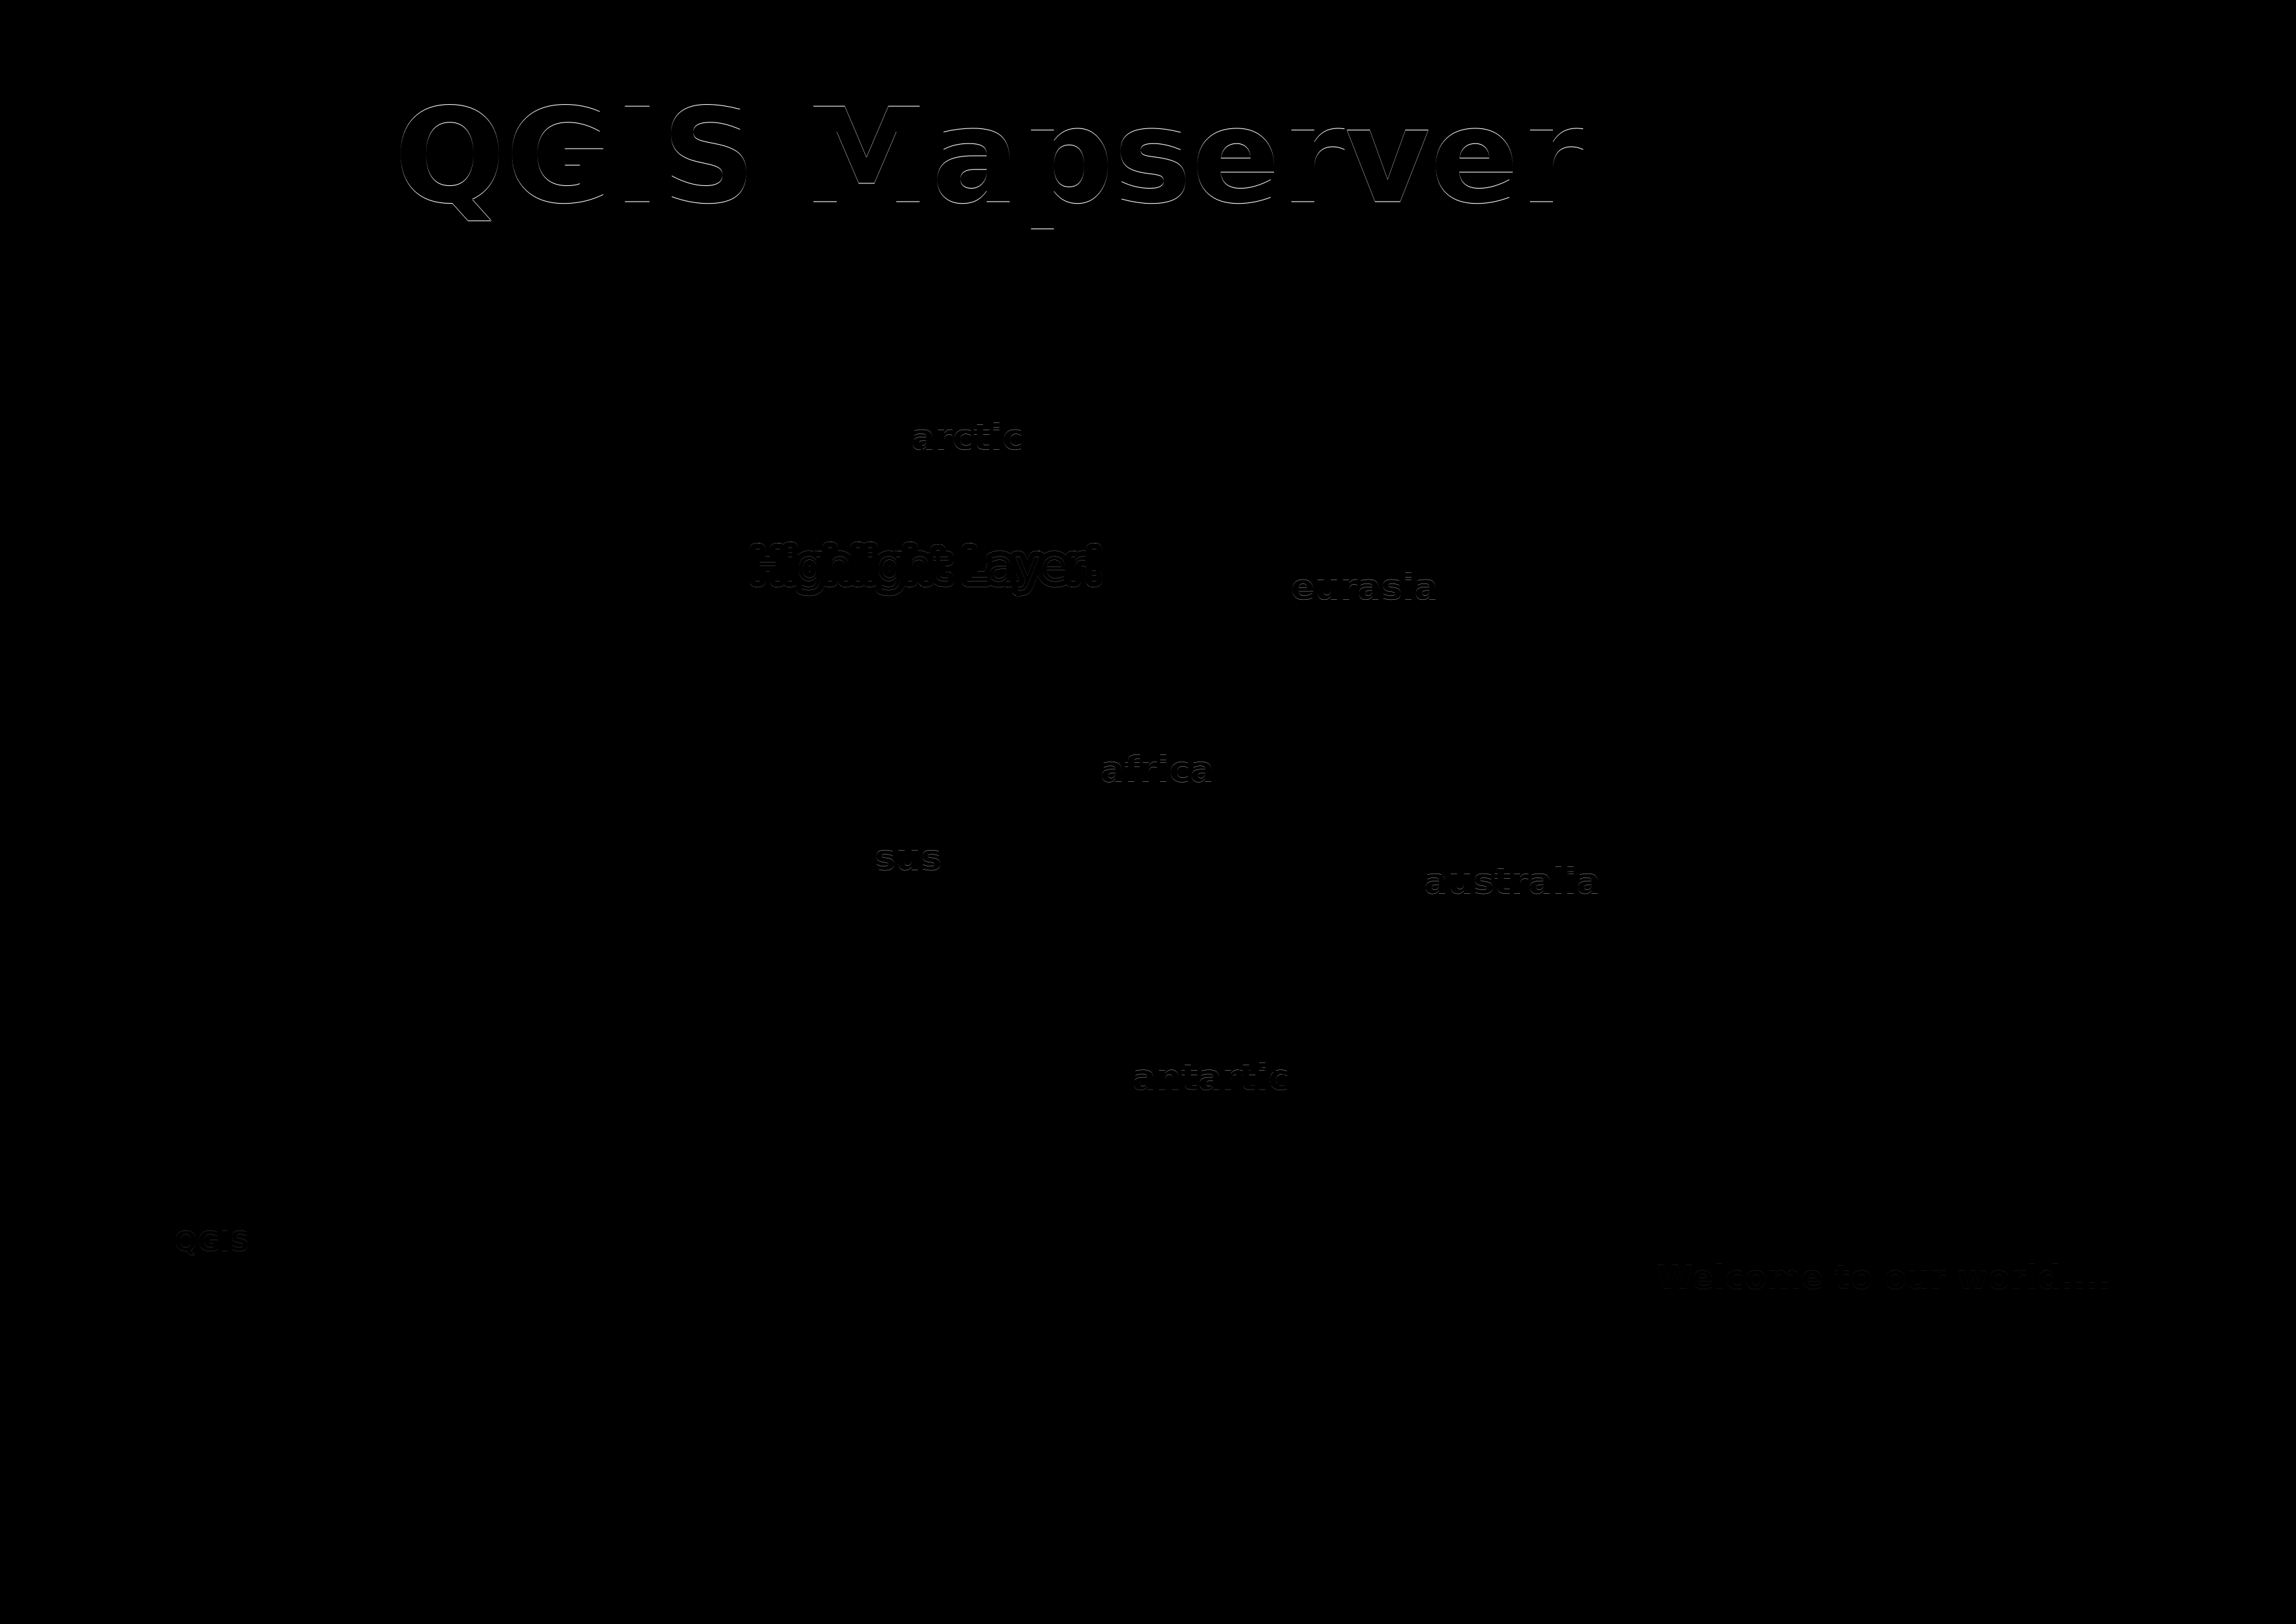 QGIS Mapserver
arctic
Highlight Layer!
eurasia
africa
sus
australia
antartic
QGIS
Welcome to our world....